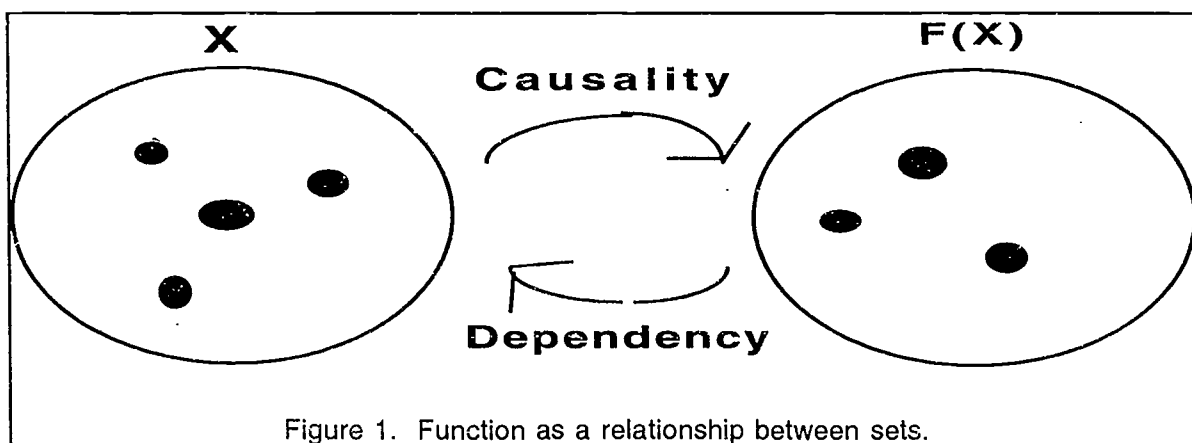 X
F(X)
Causality
Dependency
Figure 1. Function as a relationship between sets.